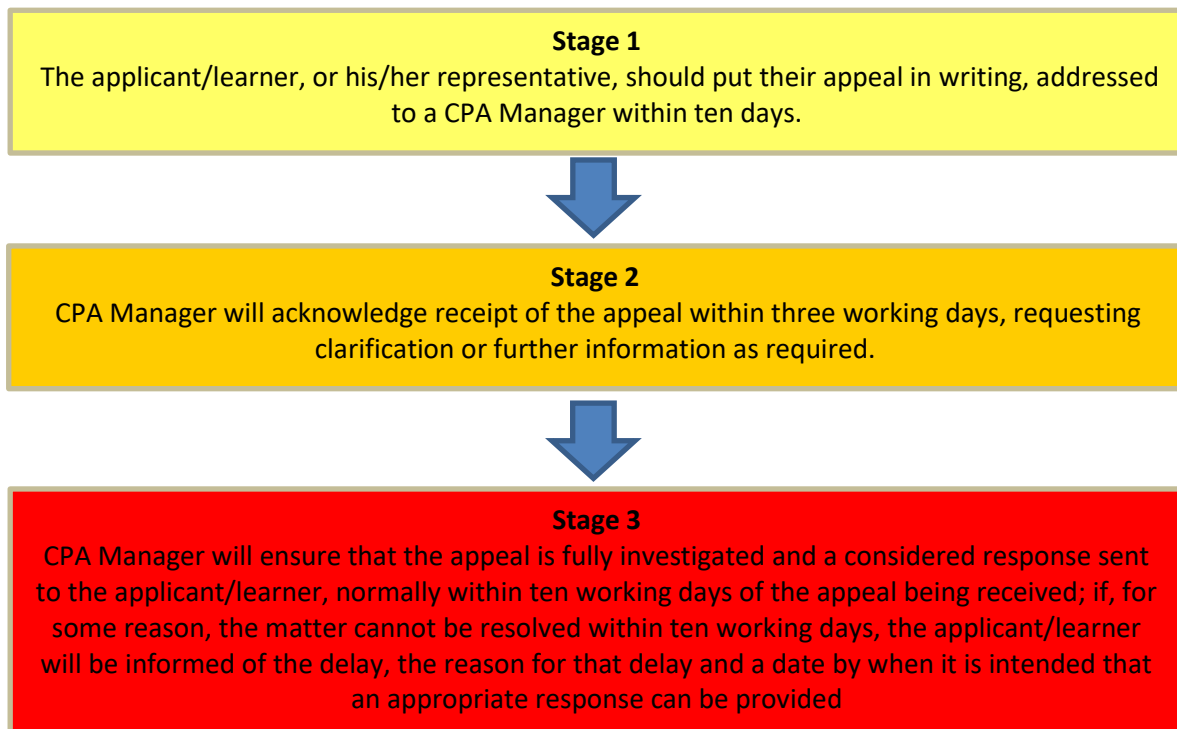 Stage 1
The applicant/learner, or his/her representative, should put their appeal in writing, addressed
to a CPA Manager within ten days.
Stage 2
CPA Manager will acknowledge receipt of the appeal within three working days, requesting
clarification or further information as required.
Stage 3
CPA Manager will ensure that the appeal is fully investigated and a considered response sent
to the applicant/learner, normally within ten working days of the appeal being received; if, for
some reason, the matter cannot be resolved within ten working days, the applicant/learner
will be informed of the delay, the reason for that delay and a date by when it is intended that
an appropriate response can be provided